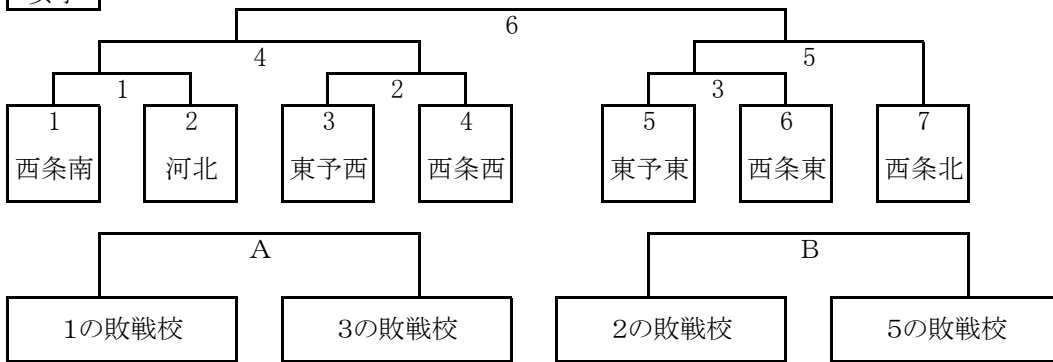 6
4 5
1 2 3
1 2 3 4 5 6 7
西条南 河北 東予西 西条西 東予東 西条東 西条北
A B
1の敗戦校 3の敗戦校 2の敗戦校 5の敗戦校